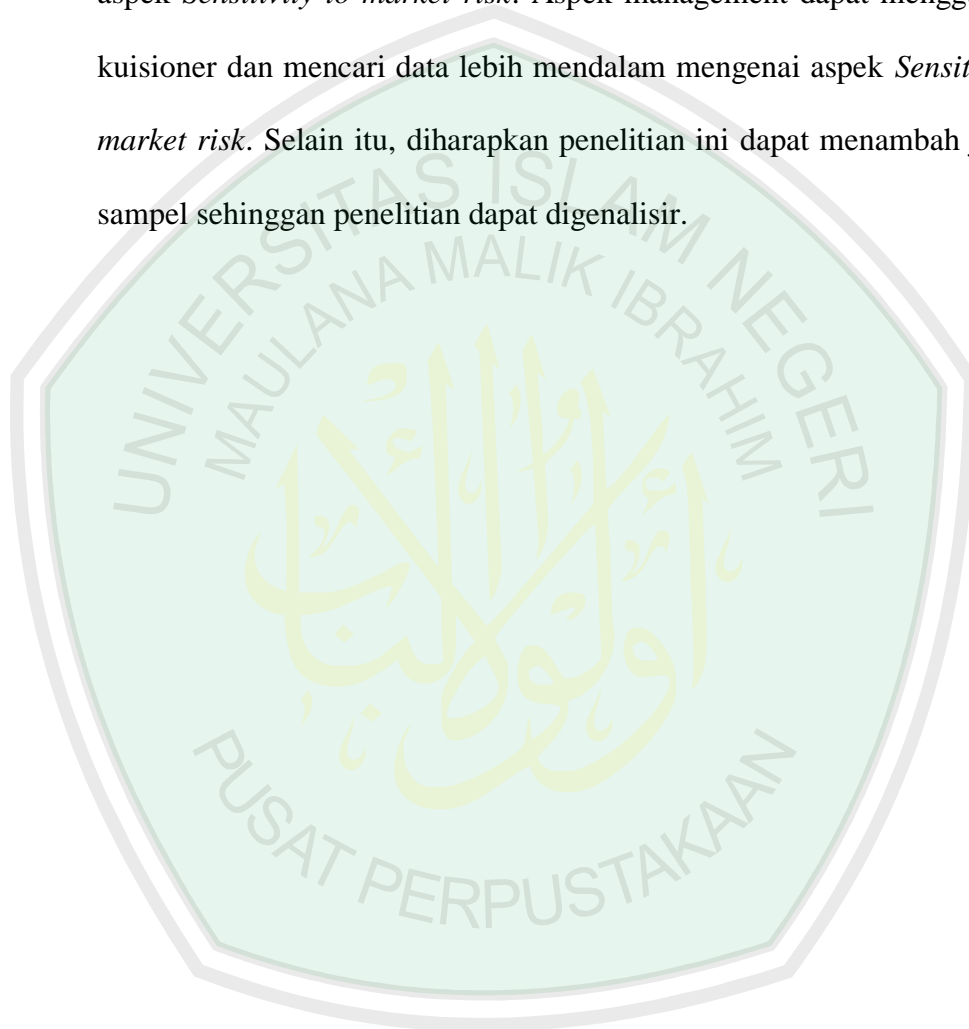 aspek Sensitivity to market risk. Aspek management dapat
kuisioner dan mencari data lebih mendalam mengenai aspek
market risk. Selain itu, diharapkan penelitian ini dapat menambah
sampel sehinggan penelitian dapat digenalisir.
UNIVERSITAS ISLAM NEGERI
MAULANA MALIK IBRAHIM
PUSAT PERPUSTAKAAN